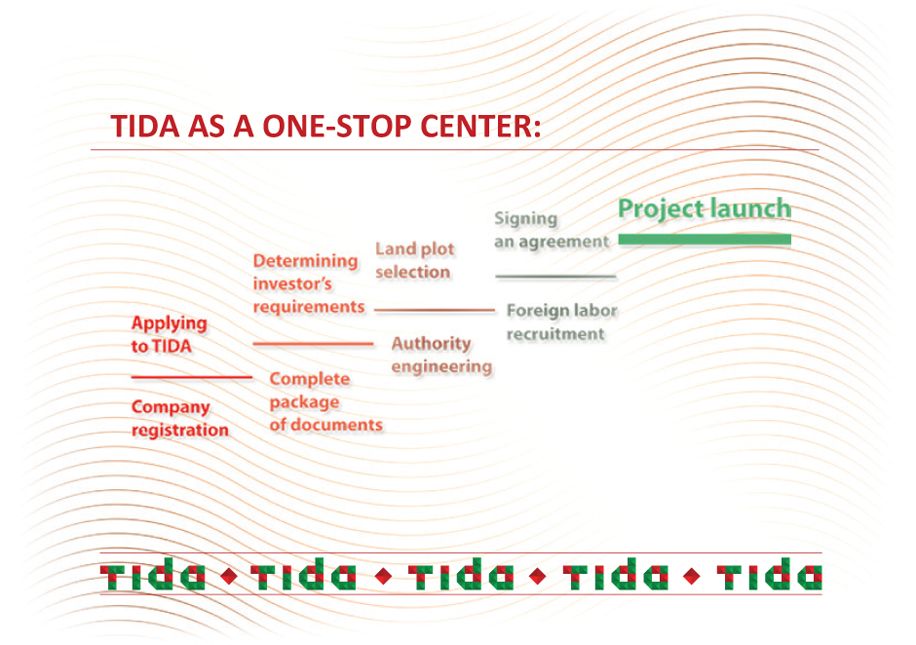 TIDA AS A ONE-STOP CENTER:
Applying
to TIDA
Company
registration
Determining
investor's
requirements
Complete
package
of documents
Land plot
selection
Authority
engineering
Signing
an agreement
Foreign labor
recruitment
Project launch
TIDA TIDA TIDA TIDA TIDA